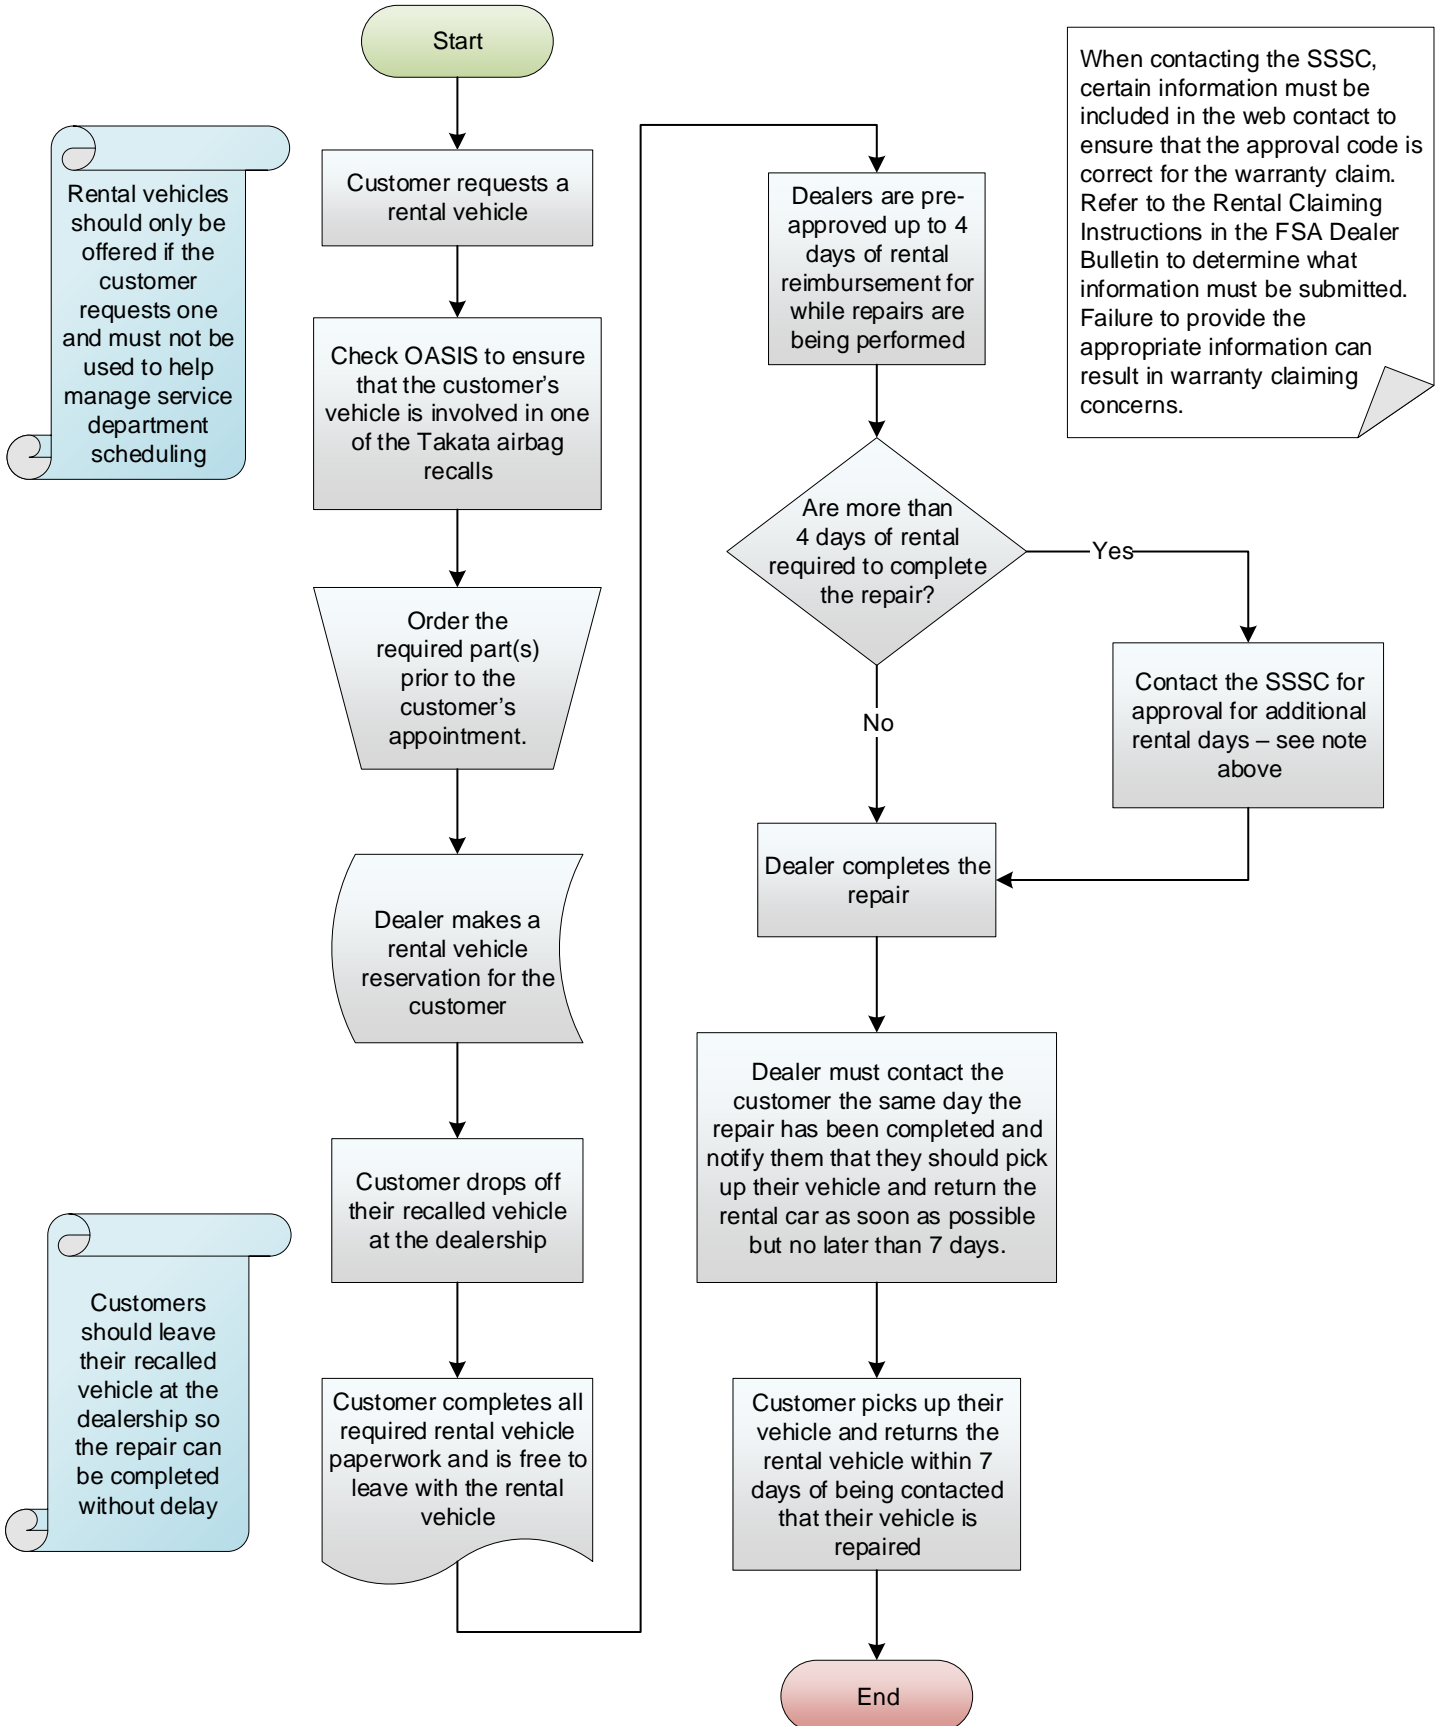 Start
Rental vehicles
should only be
offered if the
customer
requests one
and must not be
used to help
manage service
department
scheduling
Customer requests a
rental vehicle
Check OASIS to ensure
that the customer’s
vehicle is involved in one
of the Takata airbag
recalls
Order the
required part(s)
prior to the
customer’s
appointment.
Dealer makes a
rental vehicle
reservation for the
customer
Customer drops off
their recalled vehicle
at the dealership
Customers
should leave
their recalled
vehicle at the
dealership so
the repair can
be completed
without delay
Customer completes all
required rental vehicle
paperwork and is free to
leave with the rental
vehicle
Dealers are pre-
approved up to 4
days of rental
reimbursement for
while repairs are
being performed
When contacting the SSSC,
certain information must be
included in the web contact to
ensure that the approval code is
correct for the warranty claim.
Refer to the Rental Claiming
Instructions in the FSA Dealer
Bulletin to determine what
information must be submitted.
Failure to provide the
appropriate information can
result in warranty claiming
concerns.
Are more than
4 days of rental
required to complete
the repair?
Yes
No
Contact the SSSC for
approval for additional
rental days – see note
above
Dealer completes the
repair
Dealer must contact the
customer the same day the
repair has been completed and
notify them that they should pick
up their vehicle and return the
rental car as soon as possible
but no later than 7 days.
Customer picks up their
vehicle and returns the
rental vehicle within 7
days of being contacted
that their vehicle is
repaired
End